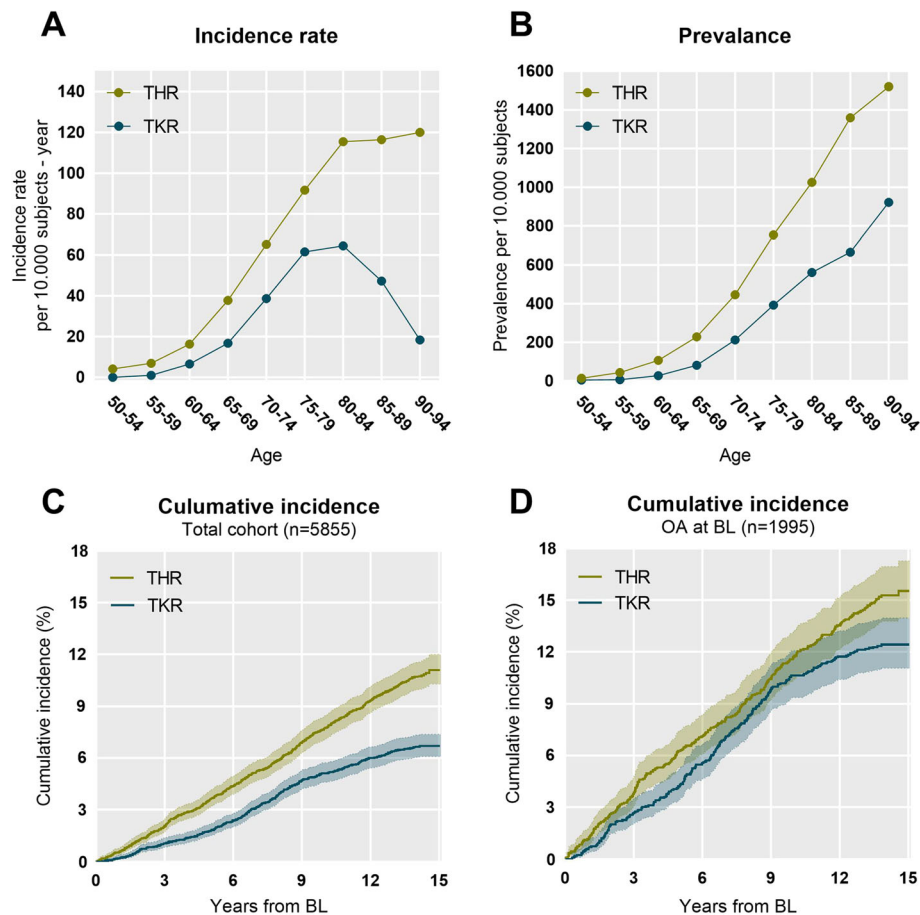 A
Incidence rate
THR
TKR
Incidence rate
per 10.000 subjects - year
140
120
100
80
60
40
20
0
50-54
55-59
60-64
65-69
70-74
75-79
80-84
85-89
90-94
Age
B
Prevalance
THR
TKR
Prevalence per 10.000 subjects
1600
1400
1200
1000
800
600
400
200
0
50-54
55-59
60-64
65-69
70-74
75-79
80-84
85-89
90-94
Age
C
Culumative incidence
Total cohort (n=5855)
THR
TKR
Cumulative incidence (%)
18
15
12
9
6
3
0
0 3 6 9 12 15
Years from BL
D
Cumulative incidence
OA at BL (n=1995)
THR
TKR
Cumulative incidence (%)
18
15
12
9
6
3
0
0 3 6 9 12 15
Years from BL